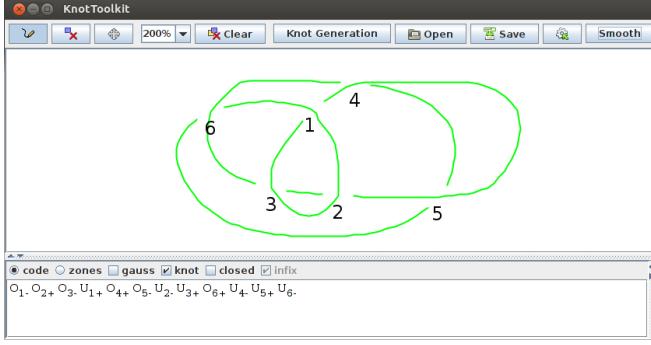 KnotToolkit
200% Clear Knot Generation Open Save Smooth
4
6 1
3 2 5
code zones gauss knot closed infix
O1- O2+ O3- U1+ O4+ O5- U2- U3+ O6+ U4- U5+ U6-